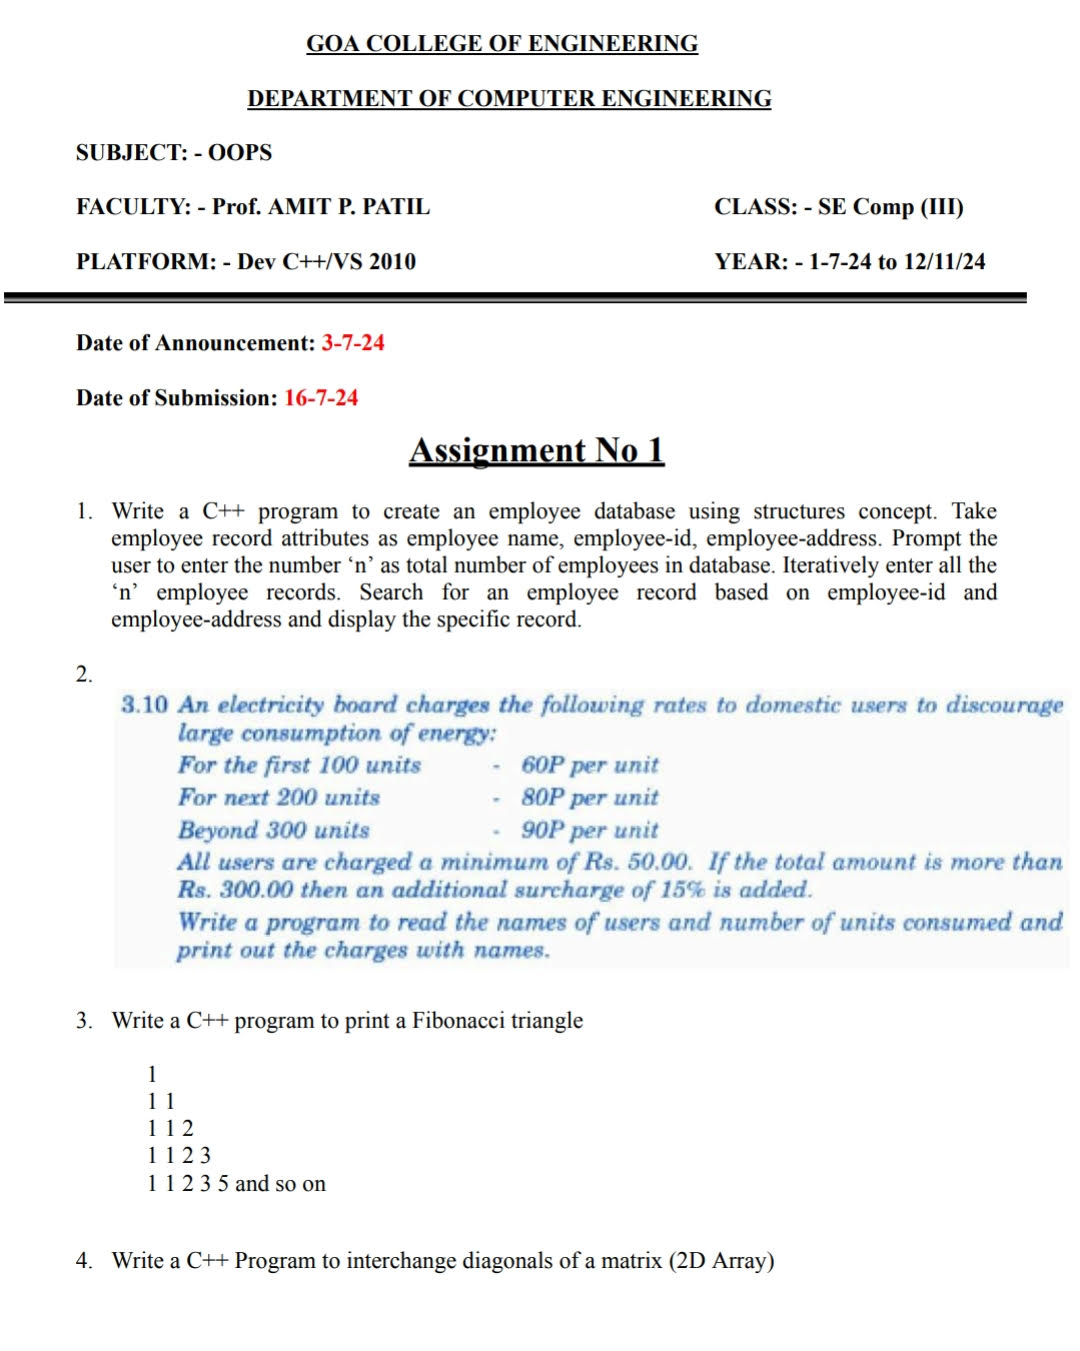 GOA COLLEGE OF ENGINEERING
DEPARTMENT OF COMPUTER ENGINEERING
SUBJECT: - OOPS
FACULTY: - Prof. AMIT P. PATIL CLASS: - SE Comp (III)
PLATFORM: - Dev C++/VS 2010 YEAR: - 1-7-24 to 12/11/24
Date of Announcement: 3-7-24
Date of Submission: 16-7-24
Assignment No 1
1. Write a C++ program to create an employee database using structures concept. Take
employee record attributes as employee name, employee-id, employee-address. Prompt the
user to enter the number ‘n’ as total number of employees in database. Iteratively enter all the
‘n’ employee records. Search for an employee record based on employee-id and
employee-address and display the specific record.
2.
3.10 An electricity board charges the following rates to domestic users to discourage
large consumption of energy:
For the first 100 units - 60P per unit
For next 200 units - 80P per unit
Beyond 300 units - 90P per unit
All users are charged a minimum of Rs. 50.00. If the total amount is more than
Rs. 300.00 then an additional surcharge of 15% is added.
Write a program to read the names of users and number of units consumed and
print out the charges with names.
3. Write a C++ program to print a Fibonacci triangle
1
1 1
1 1 2
1 1 2 3
1 1 2 3 5 and so on
4. Write a C++ Program to interchange diagonals of a matrix (2D Array)